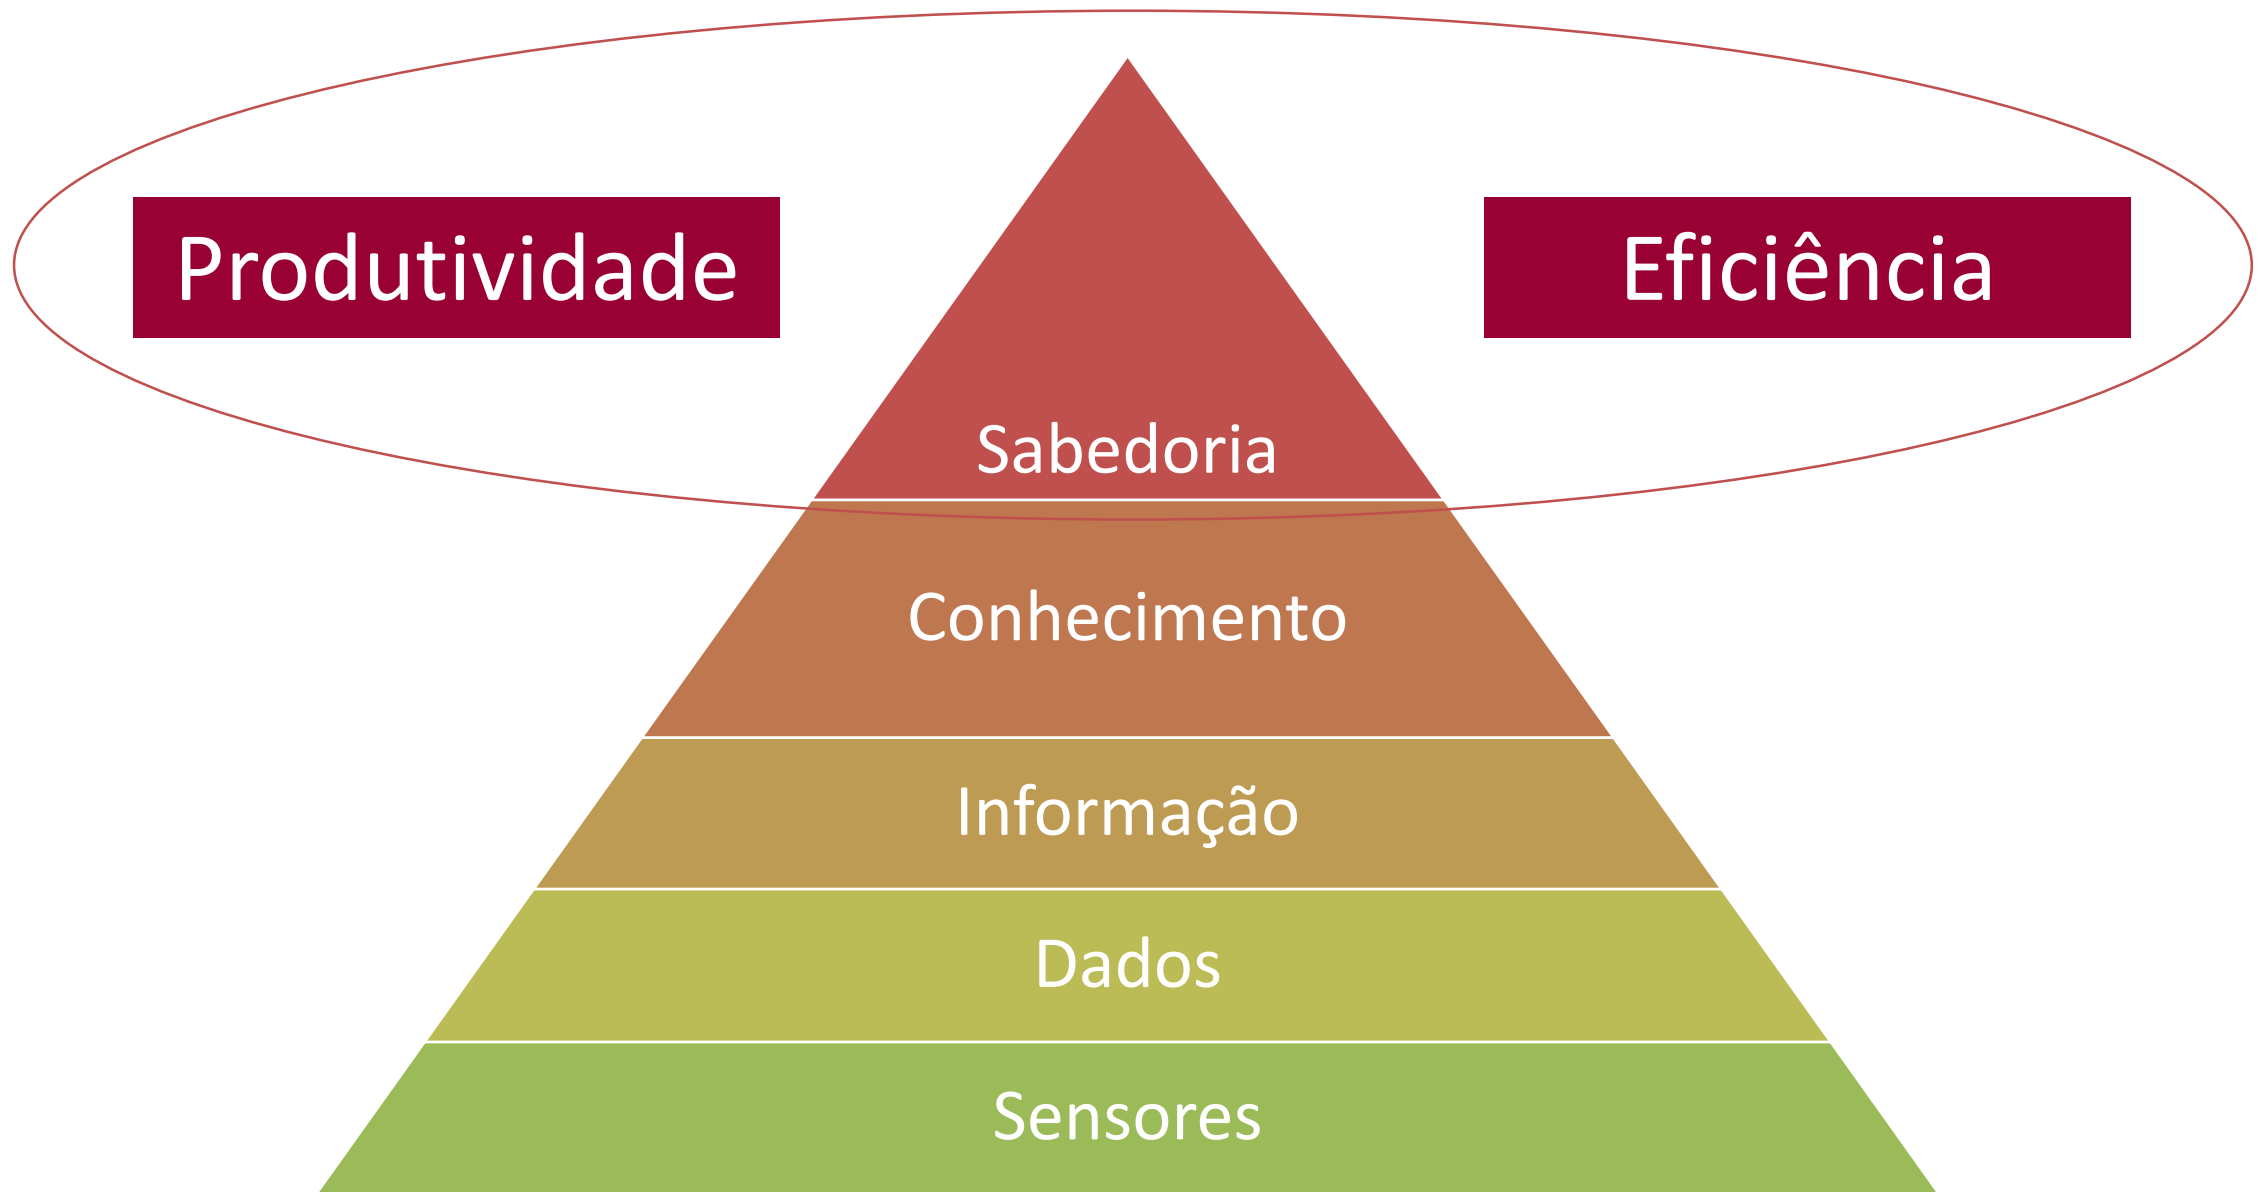 Produtividade
Eficiência
Sabedoria
Conhecimento
Informação
Dados
Sensores